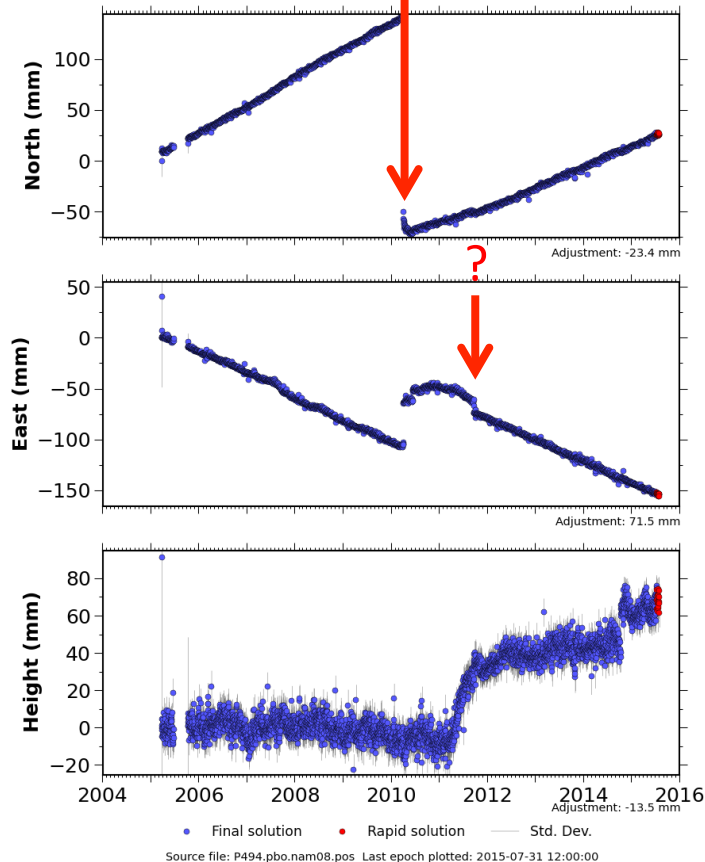 North (mm)
100
50
0
−50
Adjustment: -23.4 mm
?
East (mm)
50
0
−50
−100
−150
Adjustment: 71.5 mm
Height (mm)
80
60
40
20
0
−20
2004 2006 2008 2010 2012 2014 2016
Adjustment: -13.5 mm
Final solution Rapid solution Std. Dev.
Source file: P494.pbo.nam08.pos Last epoch plotted: 2015-07-31 12:00:00